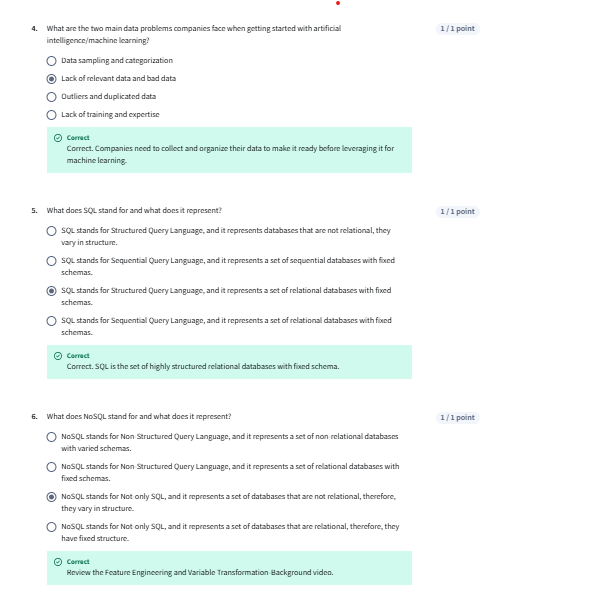 4. What are the two main data problems companies face when getting started with artificial 1 / 1 point
intelligence/machine learning?
Data sampling and categorization
Lack of relevant data and bad data
Outliers and duplicated data
Lack of training and expertise
Correct
Correct. Companies need to collect and organize their data to make it ready before leveraging it for
machine learning.
5. What does SQL stand for and what does it represent? 1 / 1 point
SQL stands for Structured Query Language, and it represents databases that are not relational, they
vary in structure.
SQL stands for Sequential Query Language, and it represents a set of sequential databases with fixed
schemas.
SQL stands for Structured Query Language, and it represents a set of relational databases with fixed
schemas.
SQL stands for Sequential Query Language, and it represents a set of relational databases with fixed
schemas.
Correct
Correct. SQL is the set of highly structured relational databases with fixed schema.
6. What does NoSQL stand for and what does it represent? 1 / 1 point
NoSQL stands for Non-Structured Query Language, and it represents a set of non-relational databases
with varied schemas.
NoSQL stands for Non-Structured Query Language, and it represents a set of relational databases with
fixed schemas.
NoSQL stands for Not-only SQL, and it represents a set of databases that are not relational, therefore,
they vary in structure.
NoSQL stands for Not-only SQL, and it represents a set of databases that are relational, therefore, they
have fixed structure.
Correct
Review the Feature Engineering and Variable Transformation-Background video.